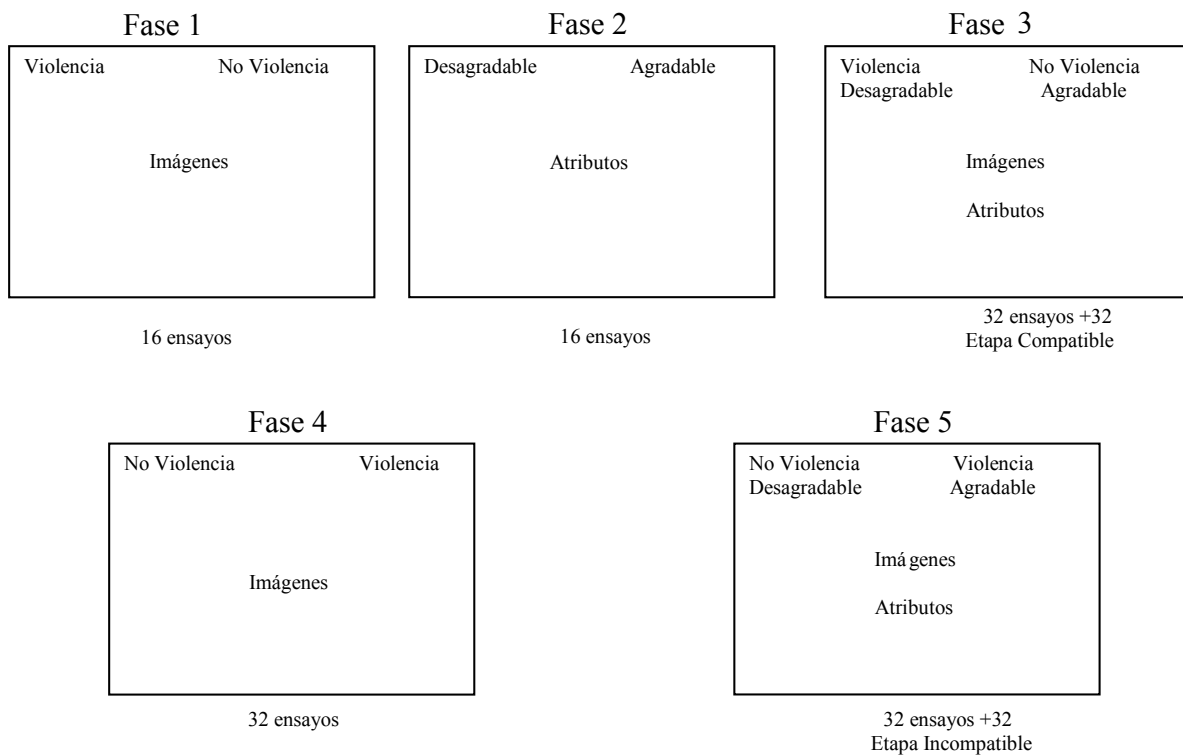 Fase 1
Violencia No Violencia
Imágenes
16 ensayos
Fase 2
Desagradable Agradable
Atributos
16 ensayos
Fase 3
Violencia No Violencia
Desagradable Agradable
Imágenes
Atributos
32 ensayos +32
Etapa Compatible
Fase 4
No Violencia Violencia
Imágenes
32 ensayos
Fase 5
No Violencia Violencia
Desagradable Agradable
Imágenes
Atributos
32 ensayos +32
Etapa Incompatible